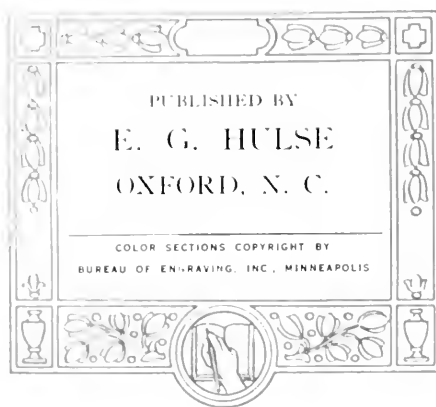 PUBLISHED BY
E. G. HULSE
OXFORD, N. C.
COLOR SECTIONS COPYRIGHT BY
BUREAU OF ENGRAVING, INC., MINNEAPOLIS